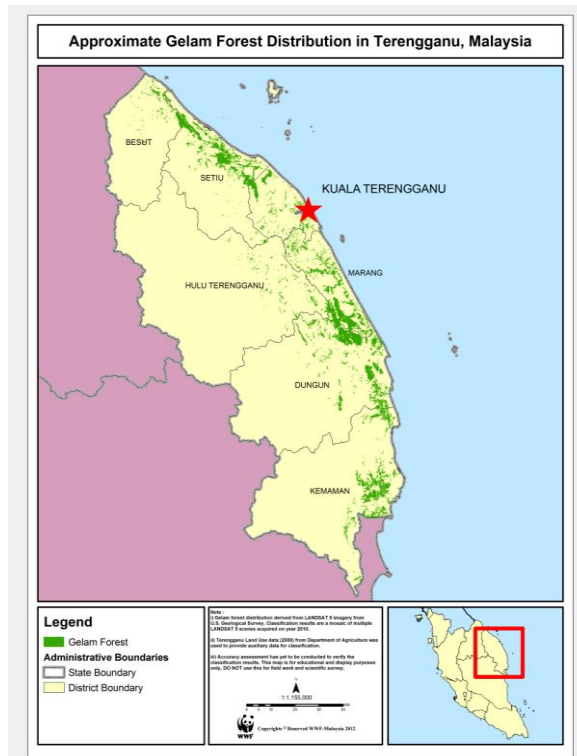 Approximate Gelam Forest Distribution in Terengganu, Malaysia
BESUT
SETIU
KUALA TERENGGANU
MARANG
HULU TERENGGANU
DUNGUN
KEMAMAN
Legend
Gelam Forest
Administrative Boundaries
State Boundary
District Boundary
Note :
i) Gelam forest distribution derived from LANDSAT 5 imagery from
U.S. Geological Survey. Classification results are a mosaic of multiple
LANDSAT 5 scenes acquired on year 2010.
ii) Terengganu Land Use data (2008) from Department of Agriculture was
used to provide auxiliary data for classification.
iii) Accuracy assessment has yet to be conducted to verify the
classification results. This map is for educational and display purposes
only, DO NOT use this for field work and scientific survey.
N
1:1,155,000
WWF
Copyrights © Reserved WWF-Malaysia 2012